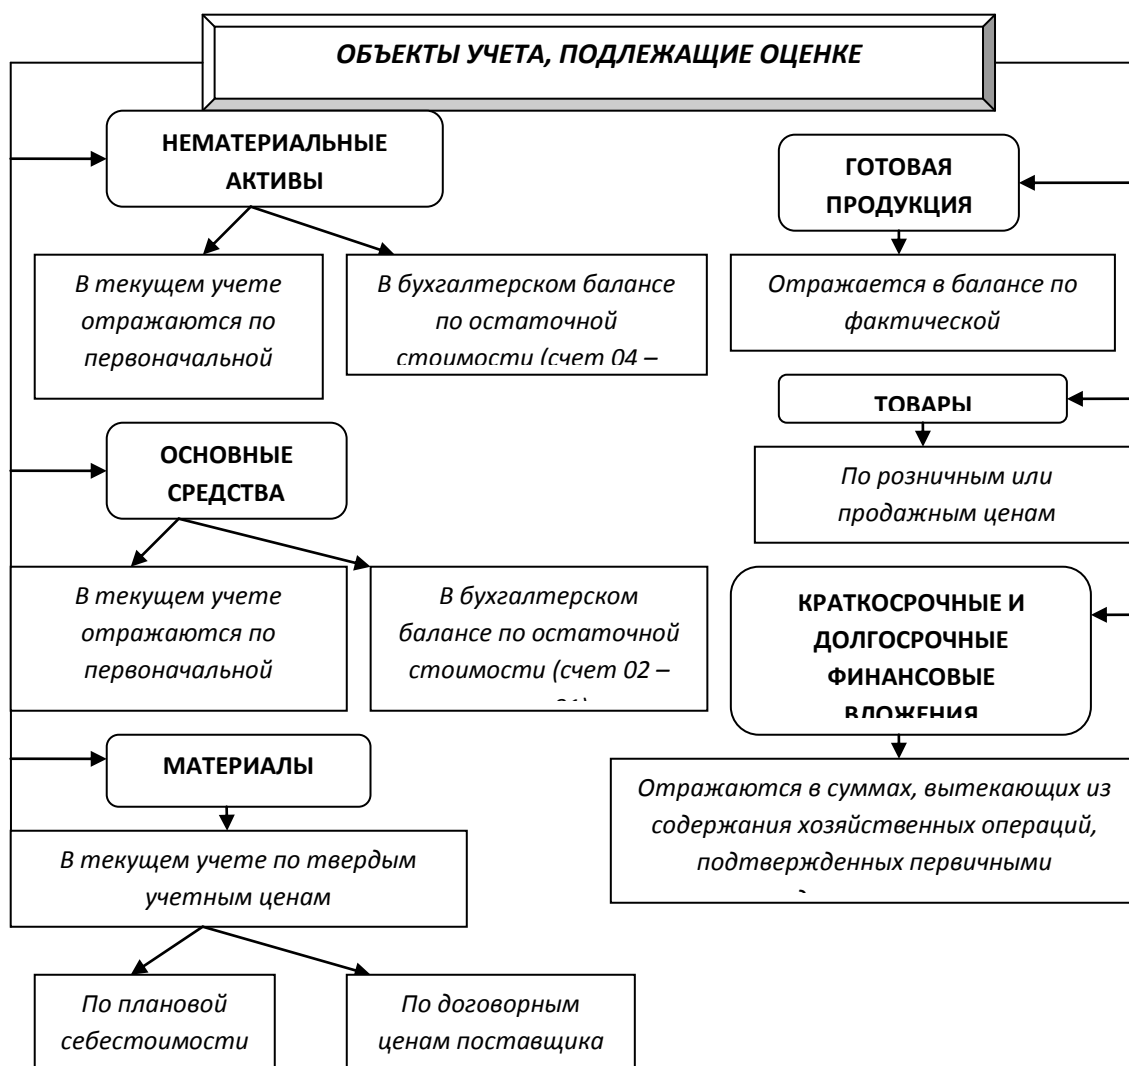 ОБЪЕКТЫ УЧЕТА, ПОДЛЕЖАЩИЕ ОЦЕНКЕ
НЕМАТЕРИАЛЬНЫЕ
АКТИВЫ
В текущем учете
отражаются по
первоначальной
В бухгалтерском балансе
по остаточной
стоимости (счет 04 –
ОСНОВНЫЕ
СРЕДСТВА
В текущем учете
отражаются по
первоначальной
В бухгалтерском
балансе по остаточной
стоимости (счет 02 –
МАТЕРИАЛЫ
В текущем учете по твердым
учетным ценам
По плановой
себестоимости
По договорным
ценам поставщика
ГОТОВАЯ
ПРОДУКЦИЯ
Отражается в балансе по
фактической
ТОВАРЫ
По розничным или
продажным ценам
КРАТКОСРОЧНЫЕ И
ДОЛГОСРОЧНЫЕ
ФИНАНСОВЫЕ
ВЛОЖЕНИЯ
Отражаются в суммах, вытекающих из
содержания хозяйственных операций,
подтвержденных первичными